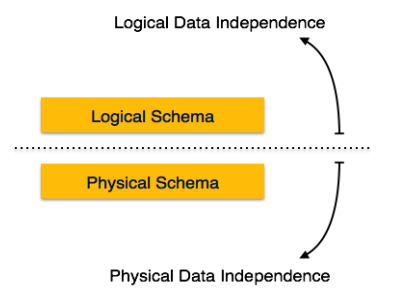 Logical Data Independence
Logical Schema
Physical Schema
Physical Data Independence